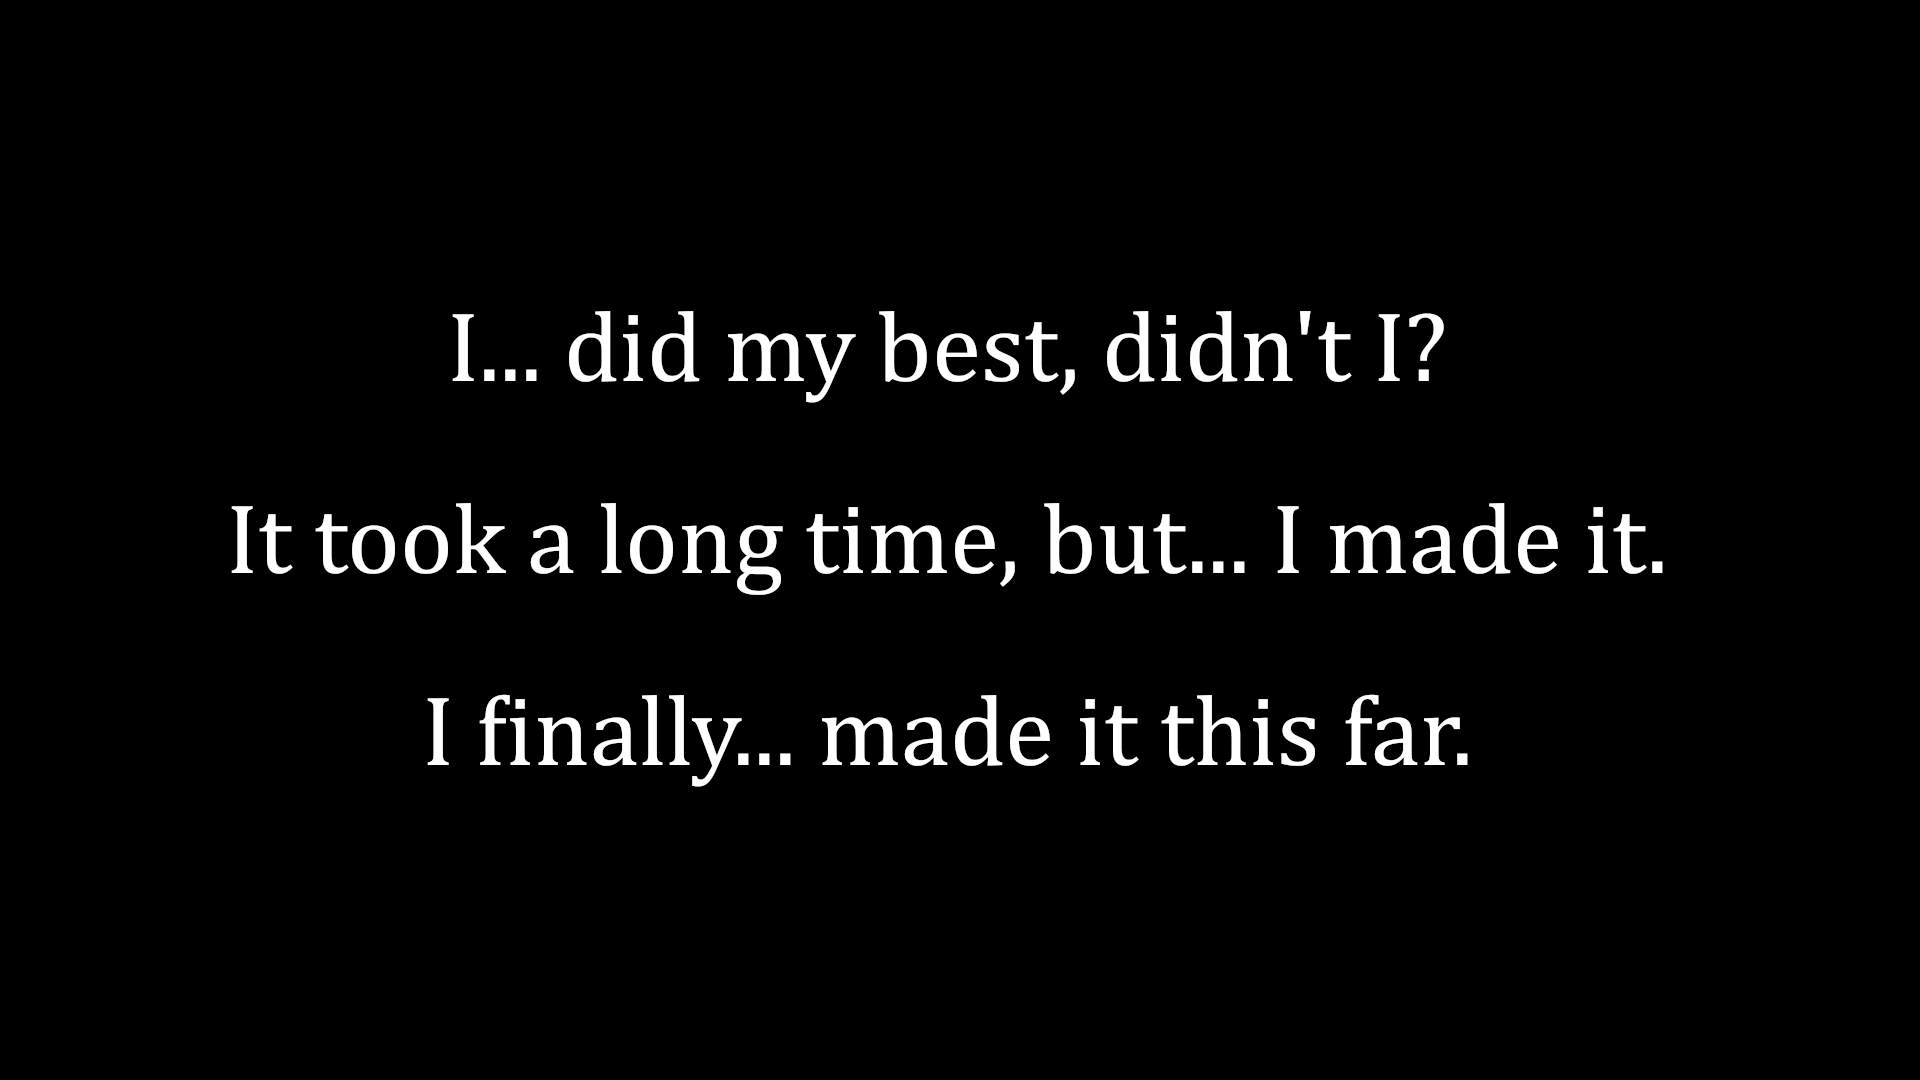 I... did my best, didn't I?
It took a long time, but... I made it.
I finally... made it this far.